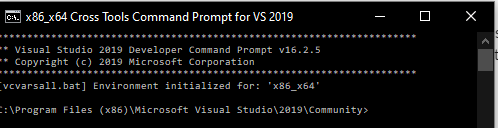 x86_x64 Cross Tools Command Prompt for VS 2019
**********************************************************************
** Visual Studio 2019 Developer Command Prompt v16.2.5
** Copyright (c) 2019 Microsoft Corporation
**********************************************************************
[vcvarsall.bat] Environment initialized for: 'x86_x64'
C:\Program Files (x86)\Microsoft Visual Studio\2019\Community>